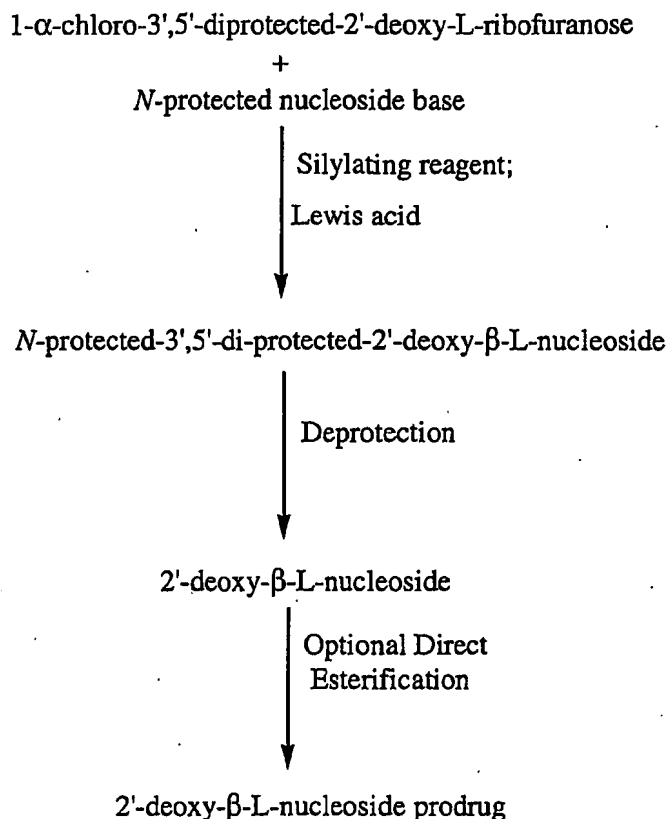 1-α-chloro-3',5'-diprotected-2'-deoxy-L-ribofuranose
+
N-protected nucleoside base
Silylating reagent;
Lewis acid
N-protected-3',5'-di-protected-2'-deoxy-β-L-nucleoside
Deprotection
2'-deoxy-β-L-nucleoside
Optional Direct
Esterification
2'-deoxy-β-L-nucleoside prodrug